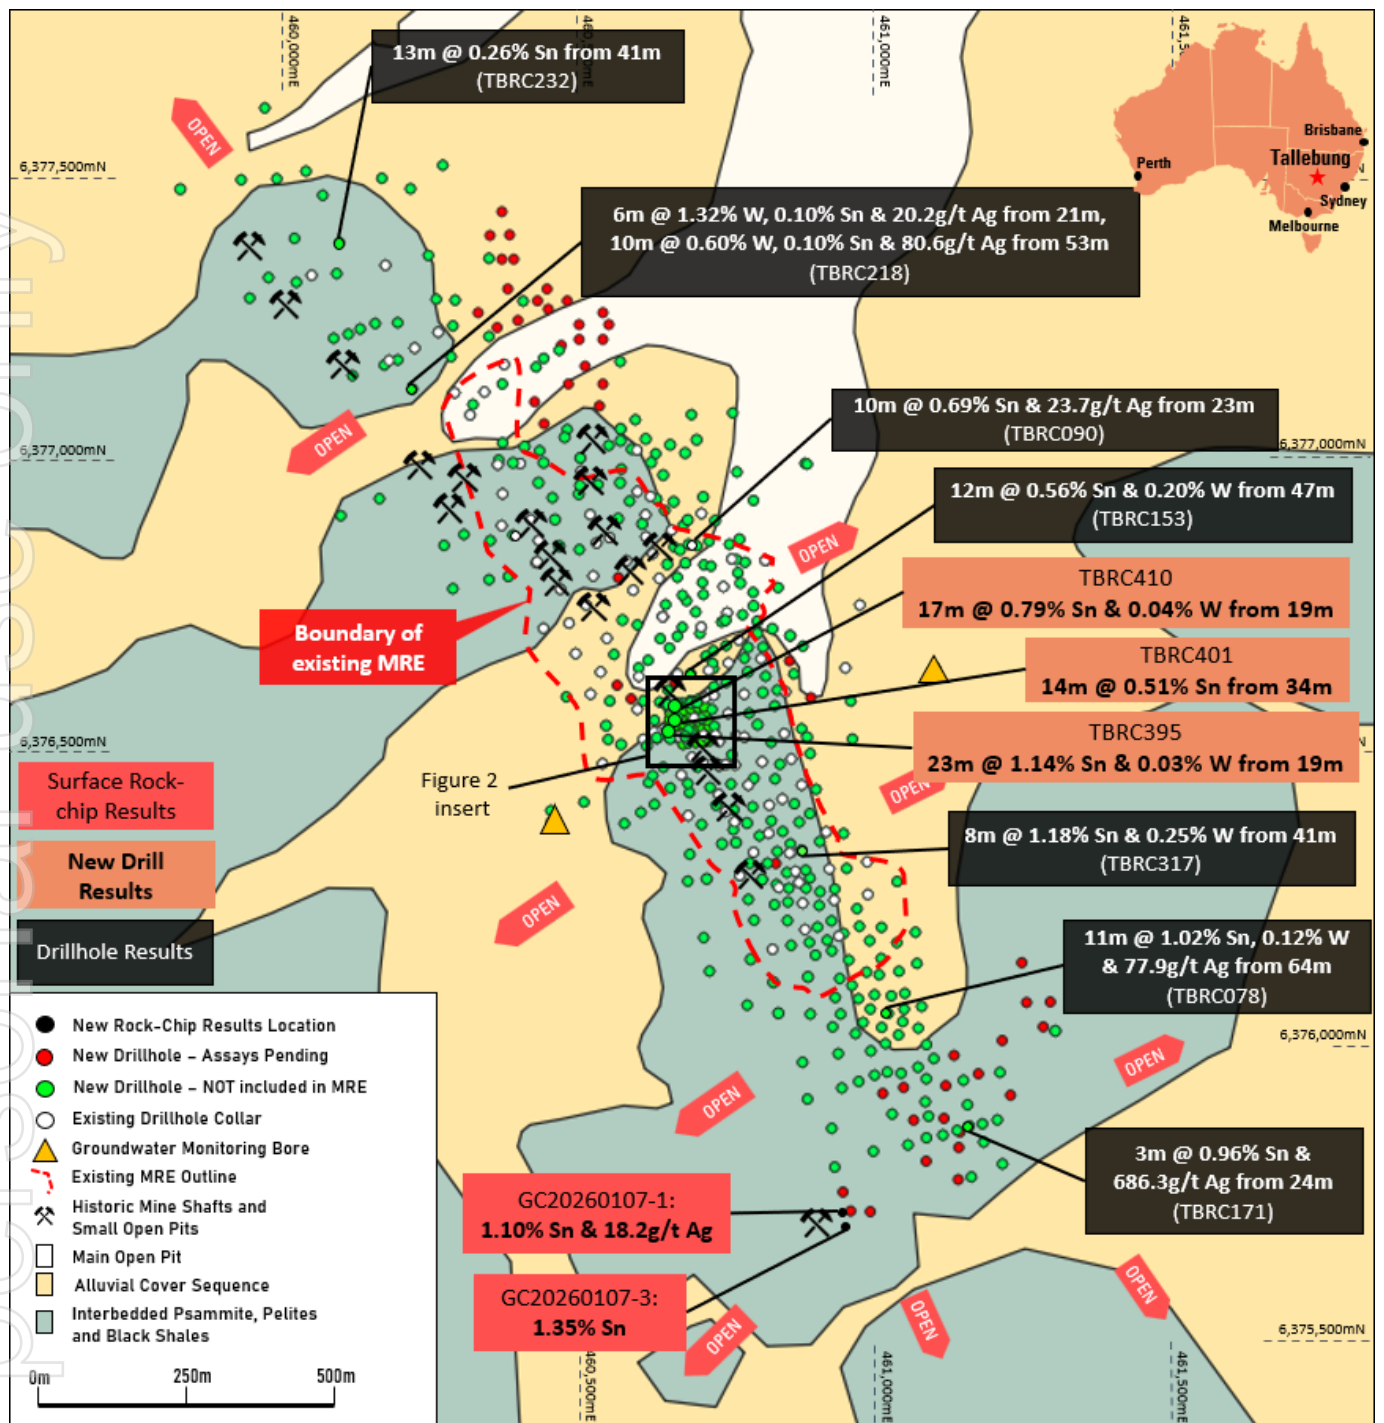 460,000mE
460,500mE
461,000mE
13m @ 0.26% Sn from 41m
(TBRC232)
OPEN
6,377,500mN
Brisbane
Perth
Tallebung
Sydney
Melbourne
6m @ 1.32% W, 0.10% Sn & 20.2g/t Ag from 21m,
10m @ 0.60% W, 0.10% Sn & 80.6g/t Ag from 53m
(TBRC218)
10m @ 0.69% Sn & 23.7g/t Ag from 23m
(TBRC090)
OPEN
6,377,000mN
6,377,000mN
12m @ 0.56% Sn & 0.20% W from 47m
(TBRC153)
OPEN
TBRC410
17m @ 0.79% Sn & 0.04% W from 19m
Boundary of
existing MRE
TBRC401
14m @ 0.51% Sn from 34m
TBRC395
23m @ 1.14% Sn & 0.03% W from 19m
6,376,500mN
Surface Rock-
chip Results
Figure 2
insert
OPEN
New Drill
Results
8m @ 1.18% Sn & 0.25% W from 41m
(TBRC317)
OPEN
Drillhole Results
11m @ 1.02% Sn, 0.12% W
& 77.9g/t Ag from 64m
(TBRC078)
6,376,000mN
OPEN
OPEN
New Rock-Chip Results Location
New Drillhole – Assays Pending
New Drillhole – NOT included in MRE
Existing Drillhole Collar
Groundwater Monitoring Bore
Existing MRE Outline
Historic Mine Shafts and
Small Open Pits
Main Open Pit
Alluvial Cover Sequence
Interbedded Psammite, Pelites
and Black Shales
0m
250m
500m
3m @ 0.96% Sn &
686.3g/t Ag from 24m
(TBRC171)
GC20260107-1:
1.10% Sn & 18.2g/t Ag
GC20260107-3:
1.35% Sn
OPEN
OPEN
OPEN
6,375,500mN
460,500mE
461,000mE
461,500mE